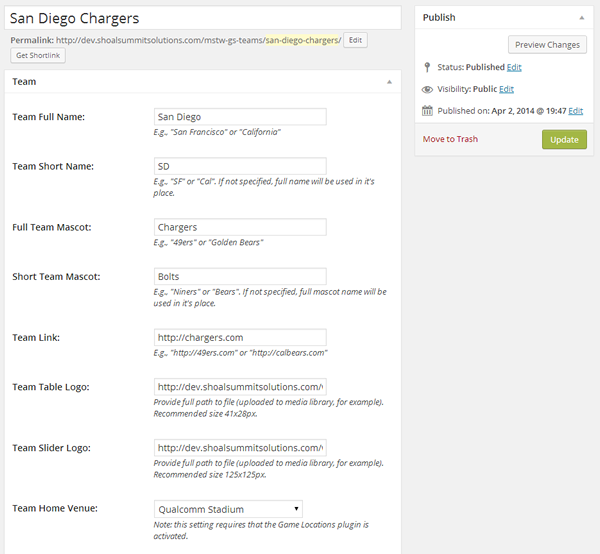 San Diego Chargers
Permalink: http://dev.shoalsummitsolutions.com/mstw-gs-teams/san-diego-chargers/ Edit
Get Shortlink
Team
Team Full Name: San Diego
E.g., "San Francisco" or "California"
Team Short Name: SD
E.g., "SF" or "Cal". If not specified, full name will be used in it's
place.
Full Team Mascot: Chargers
E.g., "49ers" or "Golden Bears"
Short Team Mascot: Bolts
E.g., "Niners" or "Bears". If not specified, full mascot name will be
used in it's place.
Team Link: http://chargers.com
E.g., "http://49ers.com" or "http://calbears.com"
Team Table Logo: http://dev.shoalsummitsolutions.com/
Provide full path to file (uploaded to media library, for example).
Recommended size 41x28px.
Team Slider Logo: http://dev.shoalsummitsolutions.com/
Provide full path to file (uploaded to media library, for example).
Recommended size 125x125px.
Team Home Venue: Qualcomm Stadium
Note: this setting requires that the Game Locations plugin is
activated.
Publish
Preview Changes
Status: Published Edit
Visibility: Public Edit
Published on: Apr 2, 2014 @ 19:47 Edit
Move to Trash Update